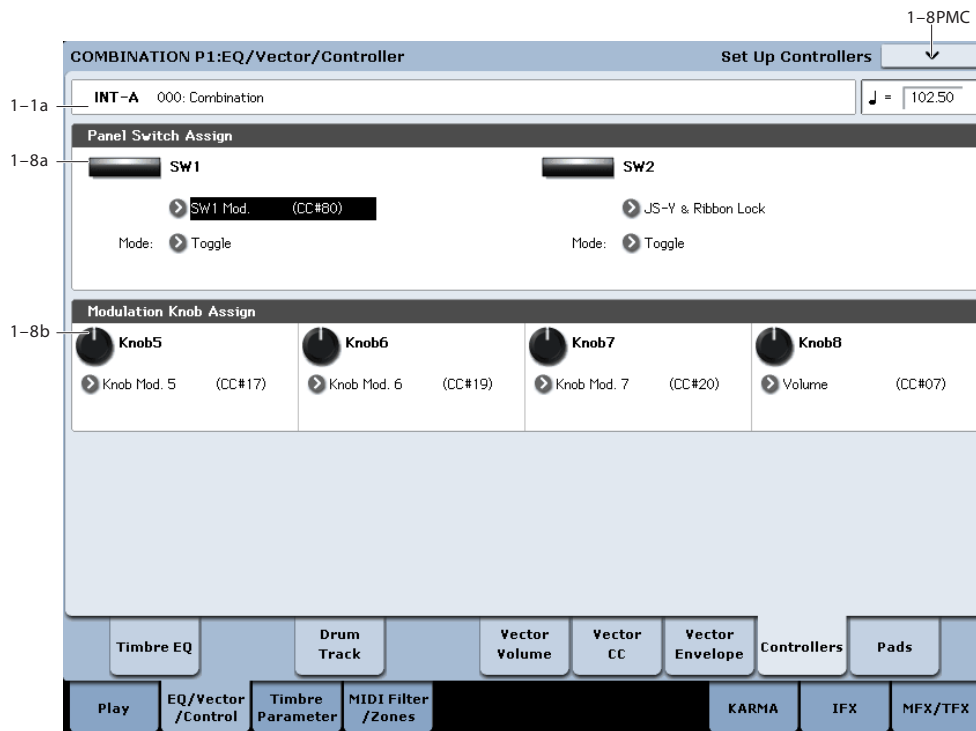 1–8PMC
COMBINATION P1:EQ/Vector/Controller Set Up Controllers
1–1a INT-A 000: Combination ♩ = 102.50
Panel Switch Assign
1–8a SW1 SW2
SW1 Mod. (CC#80) JS-Y & Ribbon Lock
Mode: Toggle Mode: Toggle
Modulation Knob Assign
1–8b Knob5 Knob6 Knob7 Knob8
Knob Mod. 5 (CC#17) Knob Mod. 6 (CC#19) Knob Mod. 7 (CC#20) Volume (CC#07)
Timbre EQ Drum Track Vector Volume Vector CC Vector Envelope Controllers Pads
Play EQ/Vector /Control Timbre Parameter MIDI Filter /Zones KARMA IFX MFX/TFX